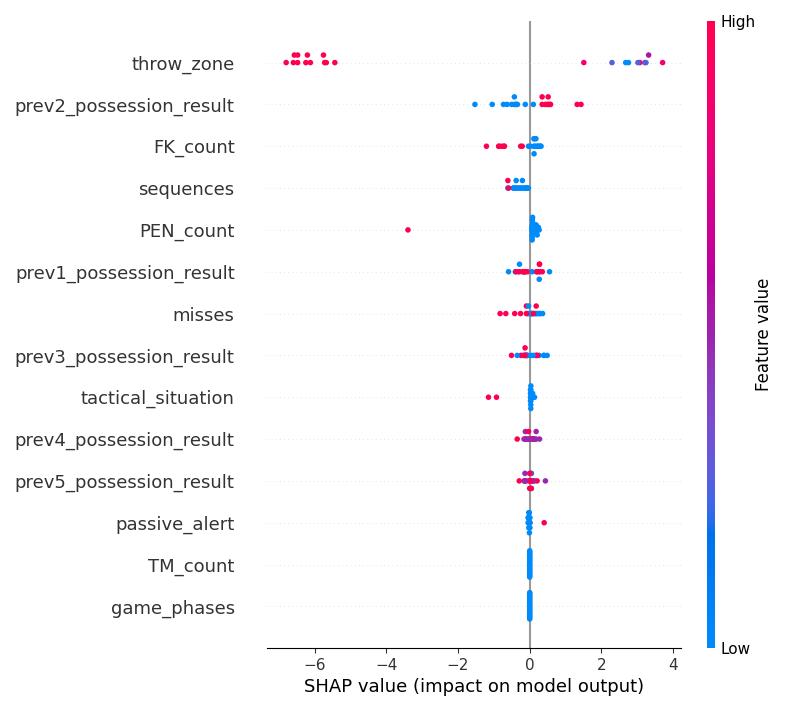 High
throw_zone
prev2_possession_result
FK_count
sequences
PEN_count
prev1_possession_result
misses
prev3_possession_result
tactical_situation
prev4_possession_result
prev5_possession_result
passive_alert
TM_count
game_phases
Feature value
Low
−6 −4 −2 0 2 4
SHAP value (impact on model output)